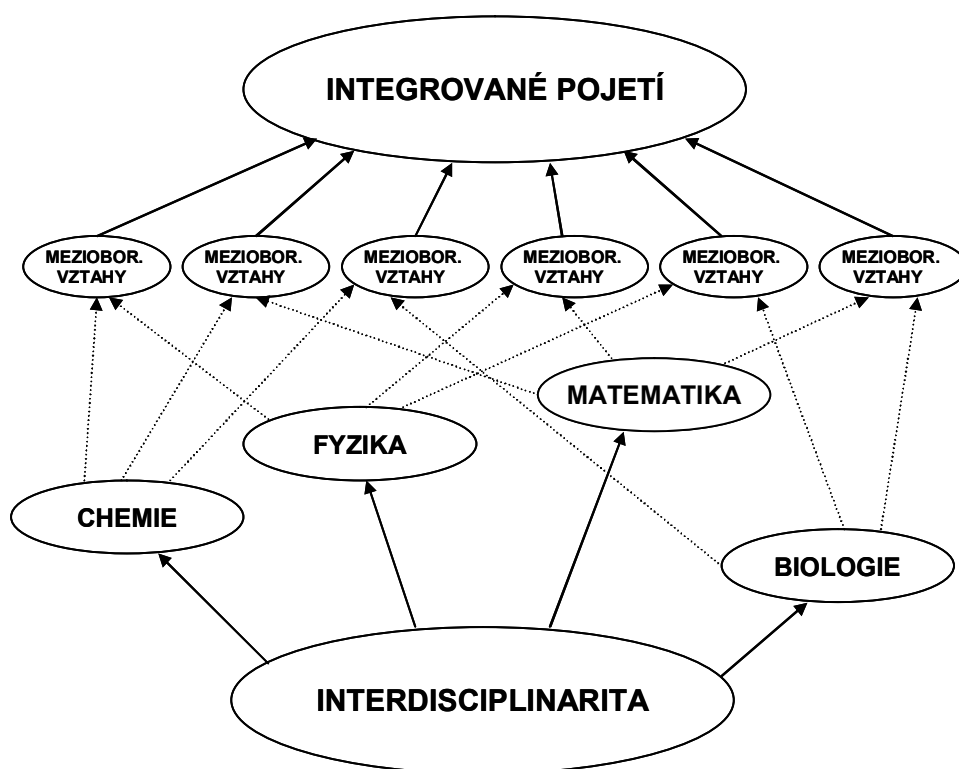 INTEGROVANÉ POJETÍ
MEZIOBOR.
VZTAHY
MEZIOBOR.
VZTAHY
MEZIOBOR.
VZTAHY
MEZIOBOR.
VZTAHY
MEZIOBOR.
VZTAHY
MEZIOBOR.
VZTAHY
MATEMATIKA
FYZIKA
CHEMIE
BIOLOGIE
INTERDISCIPLINARITA